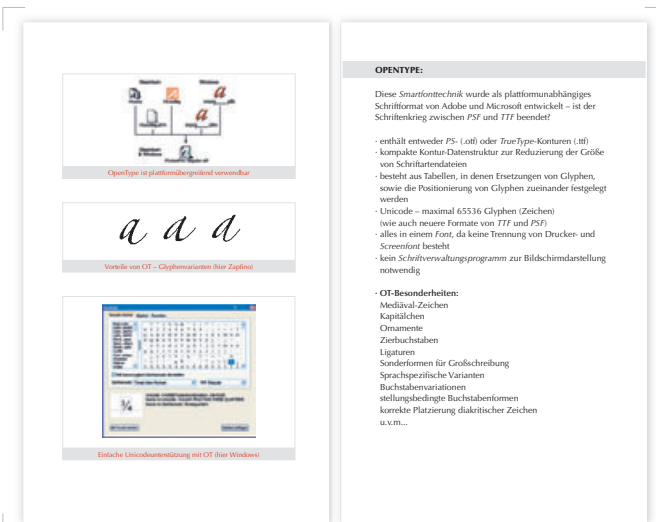 Windows
a
a
OpenType ist plattformübergreifend verwendbar
a a a
Vorteile von OT – Glyphenvarianten (hier Zapfino)
¾
Einfache Unicodeunterstützung mit OT (hier Windows)
OPENTYPE:
Diese Smartfonttechnik wurde als plattformunabhängiges
Schriftformat von Adobe und Microsoft entwickelt – ist der
Schriftenkrieg zwischen PSF und TTF beendet?
· enthält entweder PS- (.otf) oder TrueType-Konturen (.ttf)
· kompakte Kontur-Datenstruktur zur Reduzierung der Größe
von Schriftartendateien
· besteht aus Tabellen, in denen Ersetzungen von Glyphen,
sowie die Positionierung von Glyphen zueinander festgelegt
werden
· Unicode – maximal 65536 Glyphen (Zeichen)
(wie auch neuere Formate von TTF und PSF)
· alles in einem Font, da keine Trennung von Drucker- und
Screenfont besteht
· kein Schriftverwaltungsprogramm zur Bildschirmdarstellung
notwendig
· OT-Besonderheiten:
Mediäval-Zeichen
Kapitälchen
Ornamente
Zierbuchstaben
Ligaturen
Sonderformen für Großschreibung
Sprachspezifische Varianten
Buchstabenvariationen
stellungsbedingte Buchstabenformen
korrekte Platzierung diakritischer Zeichen
u.v.m...